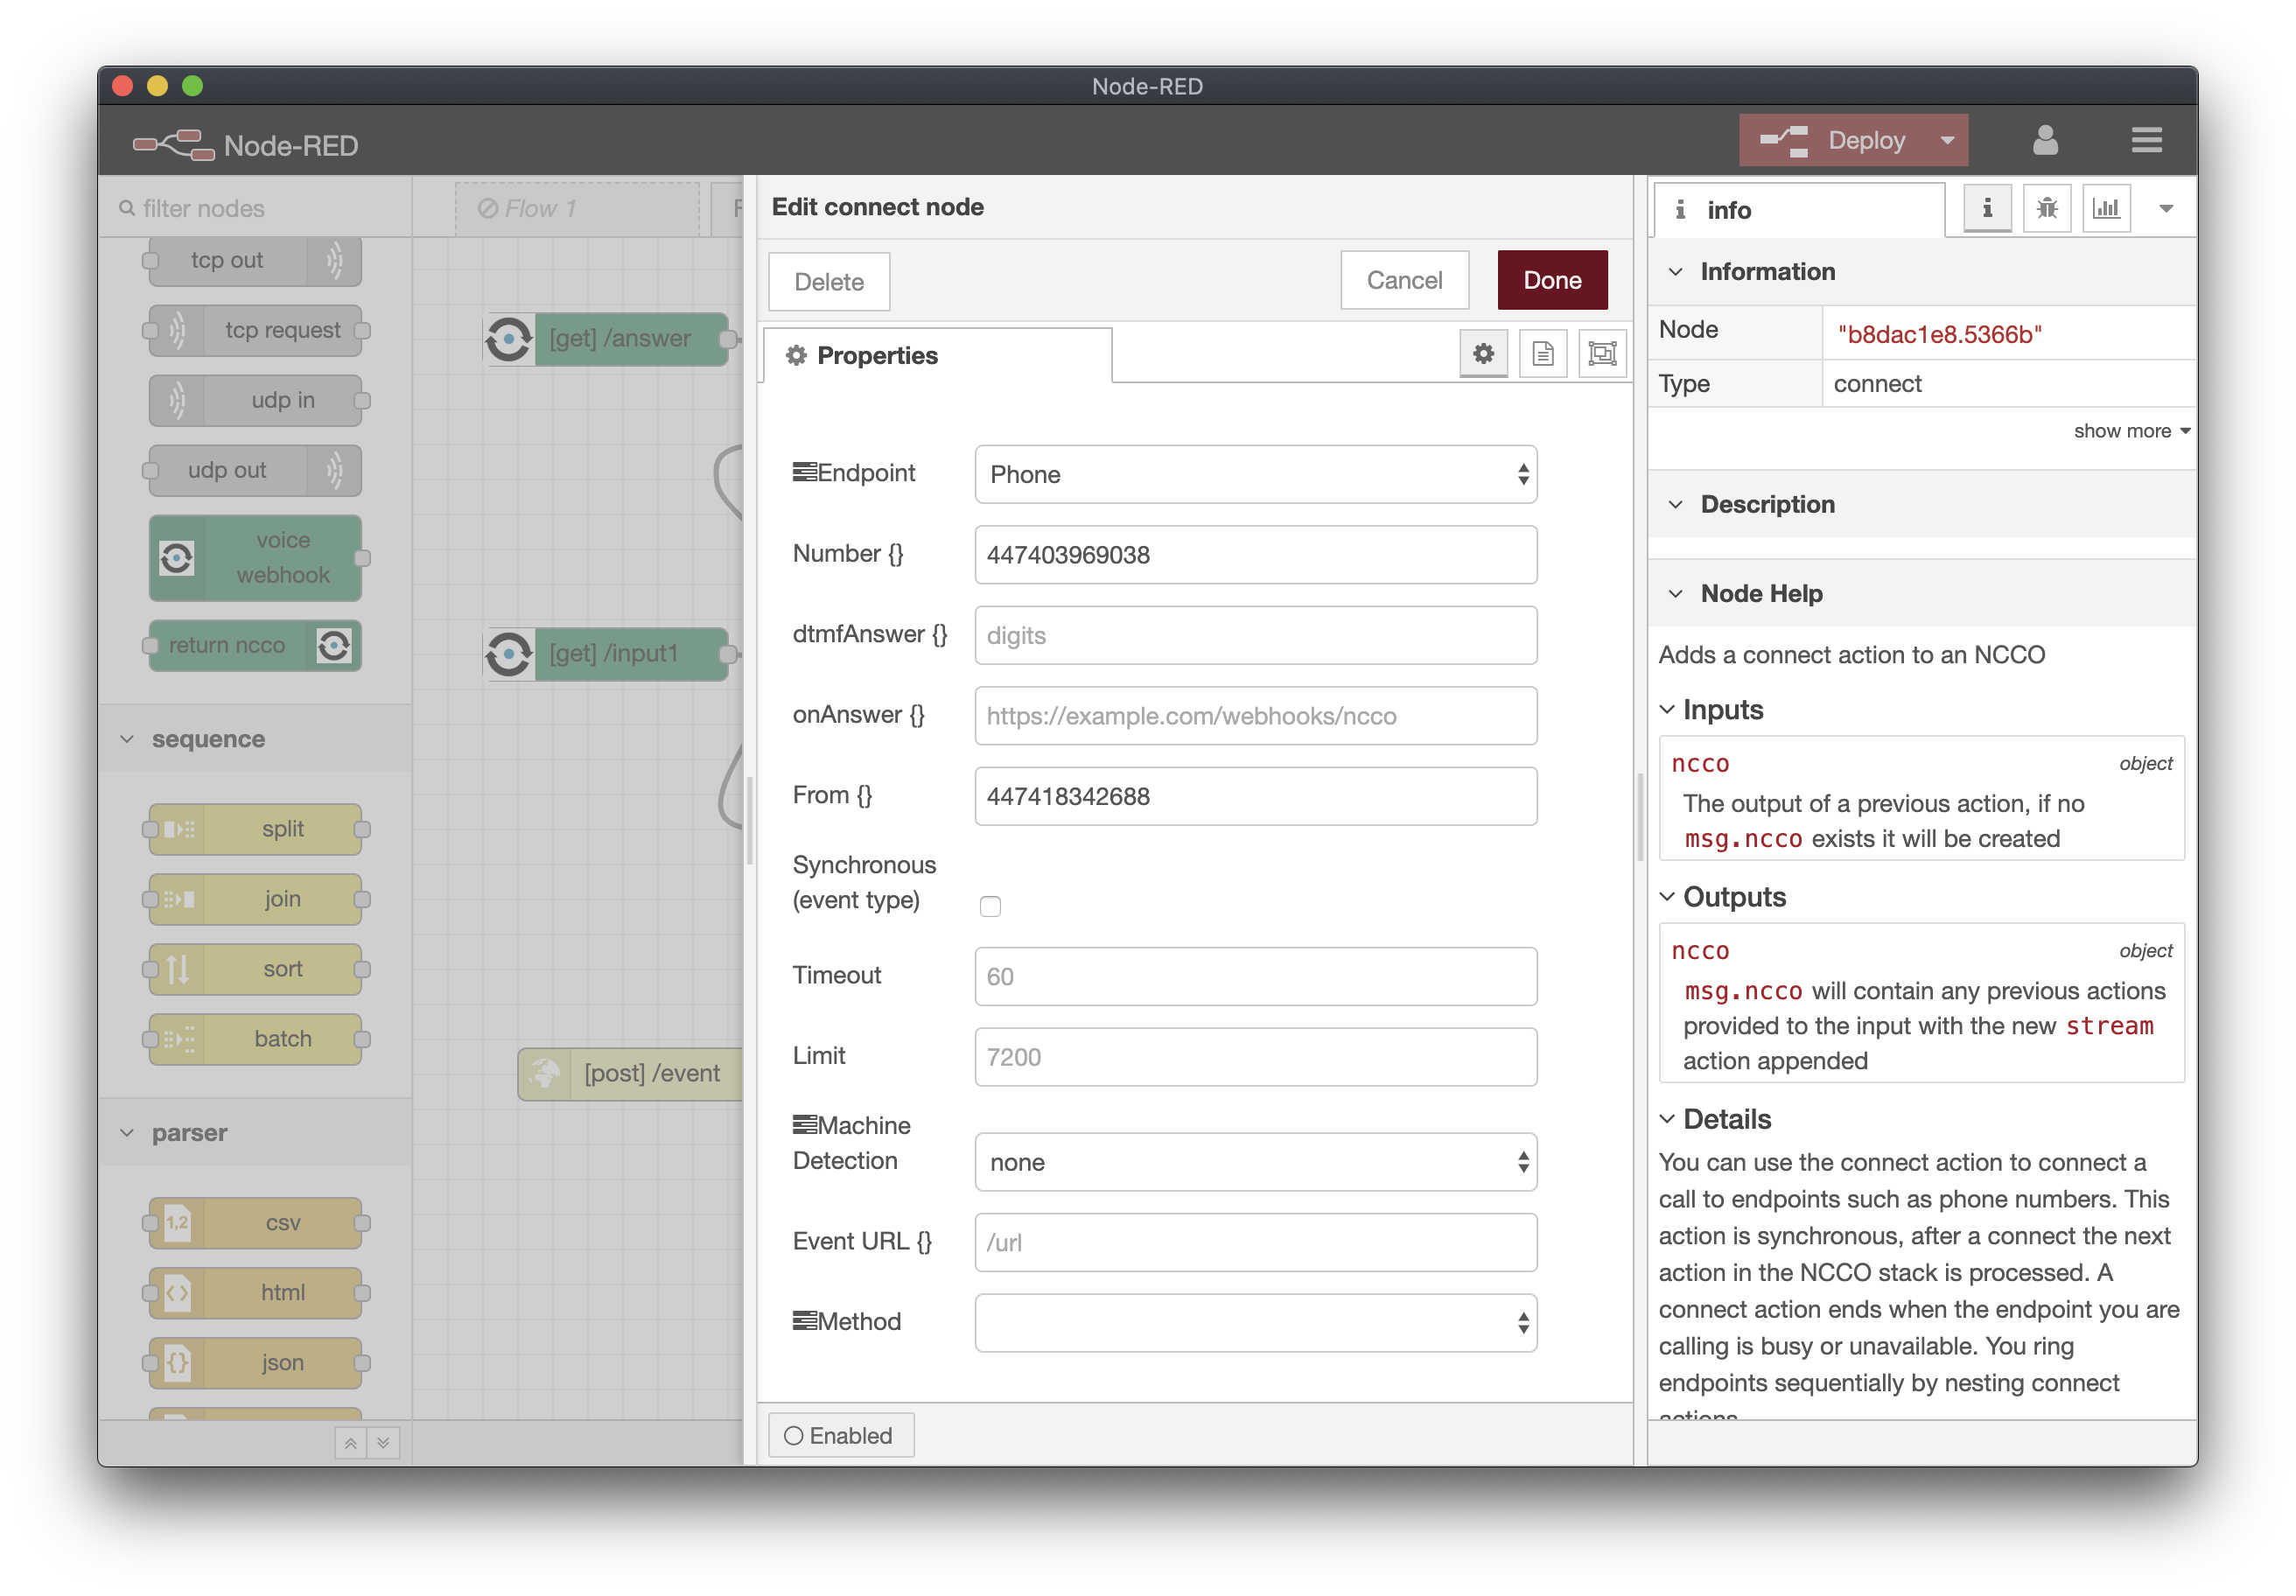 Node-RED
Node-RED
Deploy
filter nodes
tcp out
tcp request
udp in
udp out
voice
webhook
return ncco
sequence
split
join
sort
batch
parser
1,2
csv
html
json
Flow 1
[get] /answer
[get] /input1
[post] /event
Edit connect node
Delete
Cancel
Done
Properties
Endpoint
Phone
Number {}
447403969038
dtmfAnswer {}
digits
onAnswer {}
https://example.com/webhooks/ncco
From {}
447418342688
Synchronous
(event type)
Timeout
60
Limit
7200
Machine
Detection
none
Event URL {}
/url
Method
Enabled
info
Information
Node
"b8dac1e8.5366b"
Type
connect
show more
Description
Node Help
Adds a connect action to an NCCO
Inputs
ncco
object
The output of a previous action, if no
msg.ncco exists it will be created
Outputs
ncco
object
msg.ncco will contain any previous actions
provided to the input with the new stream
action appended
Details
You can use the connect action to connect a
call to endpoints such as phone numbers. This
action is synchronous, after a connect the next
action in the NCCO stack is processed. A
connect action ends when the endpoint you are
calling is busy or unavailable. You ring
endpoints sequentially by nesting connect
actions